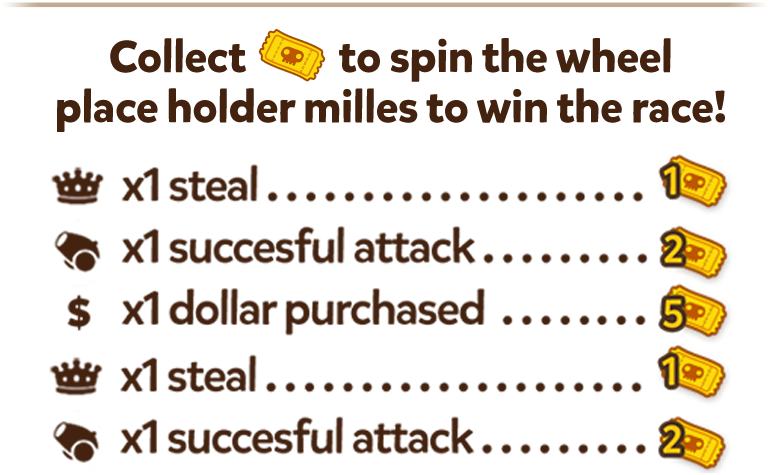 Collect to spin the wheel
place holder milles to win the race!
x1 steal.................... 1
x1 succesful attack......... 2
$ x1 dollar purchased ........ 5
x1 steal.................... 1
x1 succesful attack......... 2